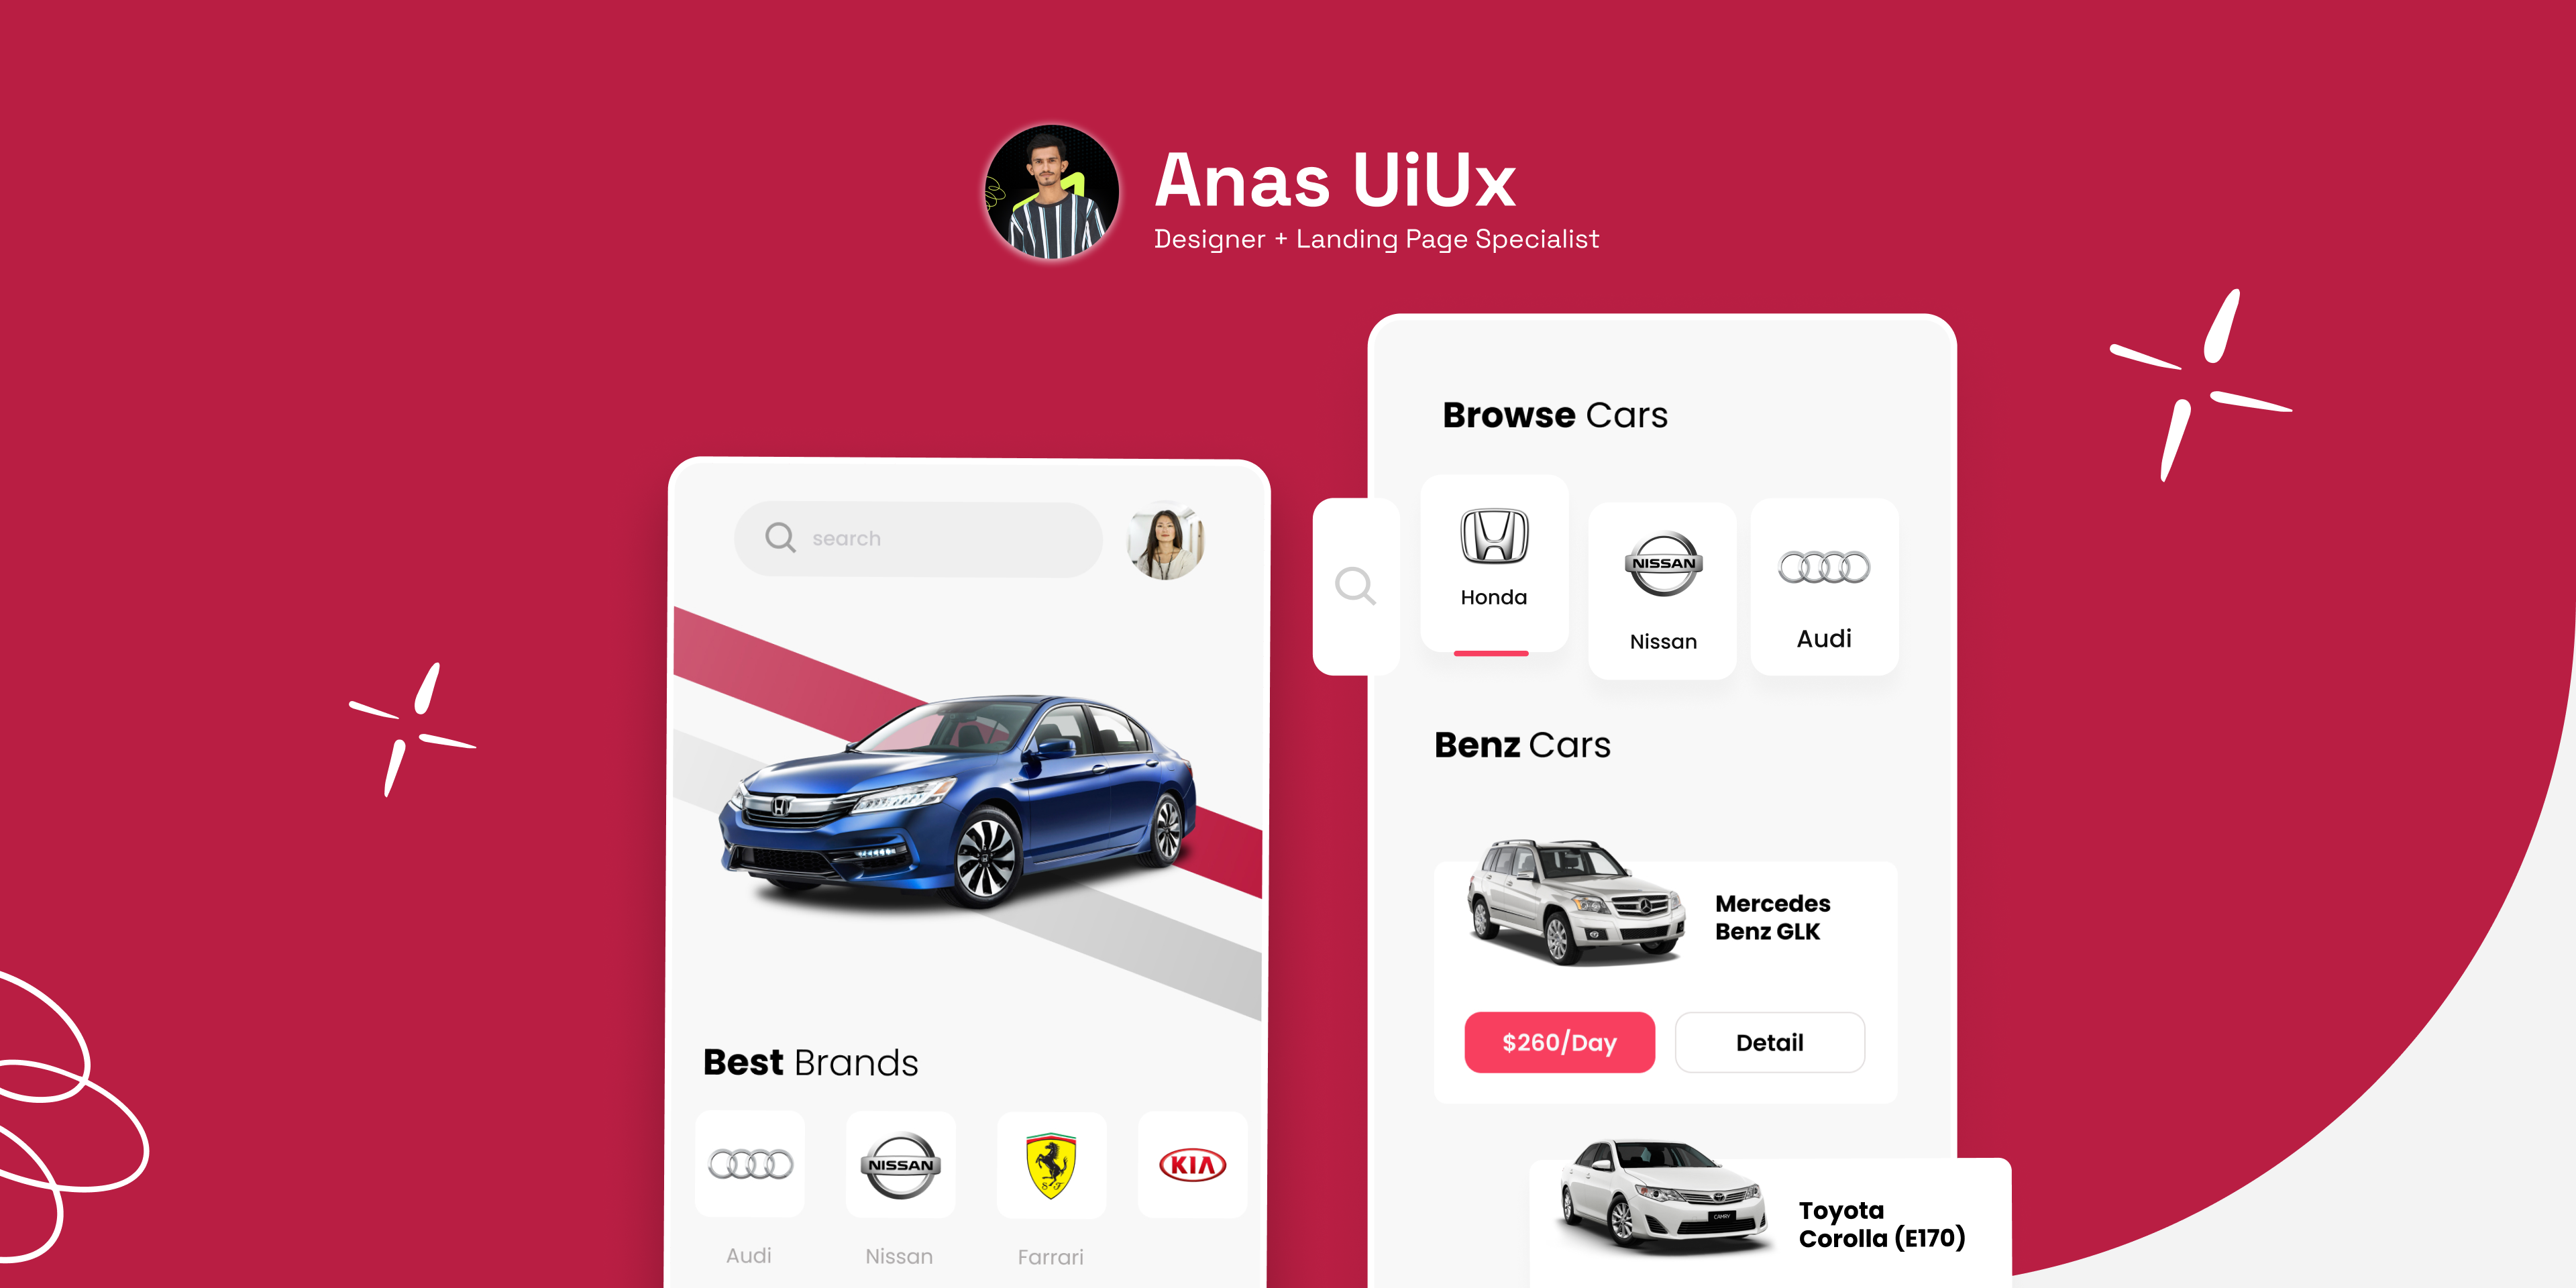 Anas UiUx
Designer + Landing Page Specialist
search
Best Brands
NISSAN
KIA
Audi
Nissan
Farrari
Browse Cars
Honda
NISSAN
Nissan
Audi
Benz Cars
Mercedes
Benz GLK
$260/Day
Detail
CAMRY
Toyota
Corolla (E170)